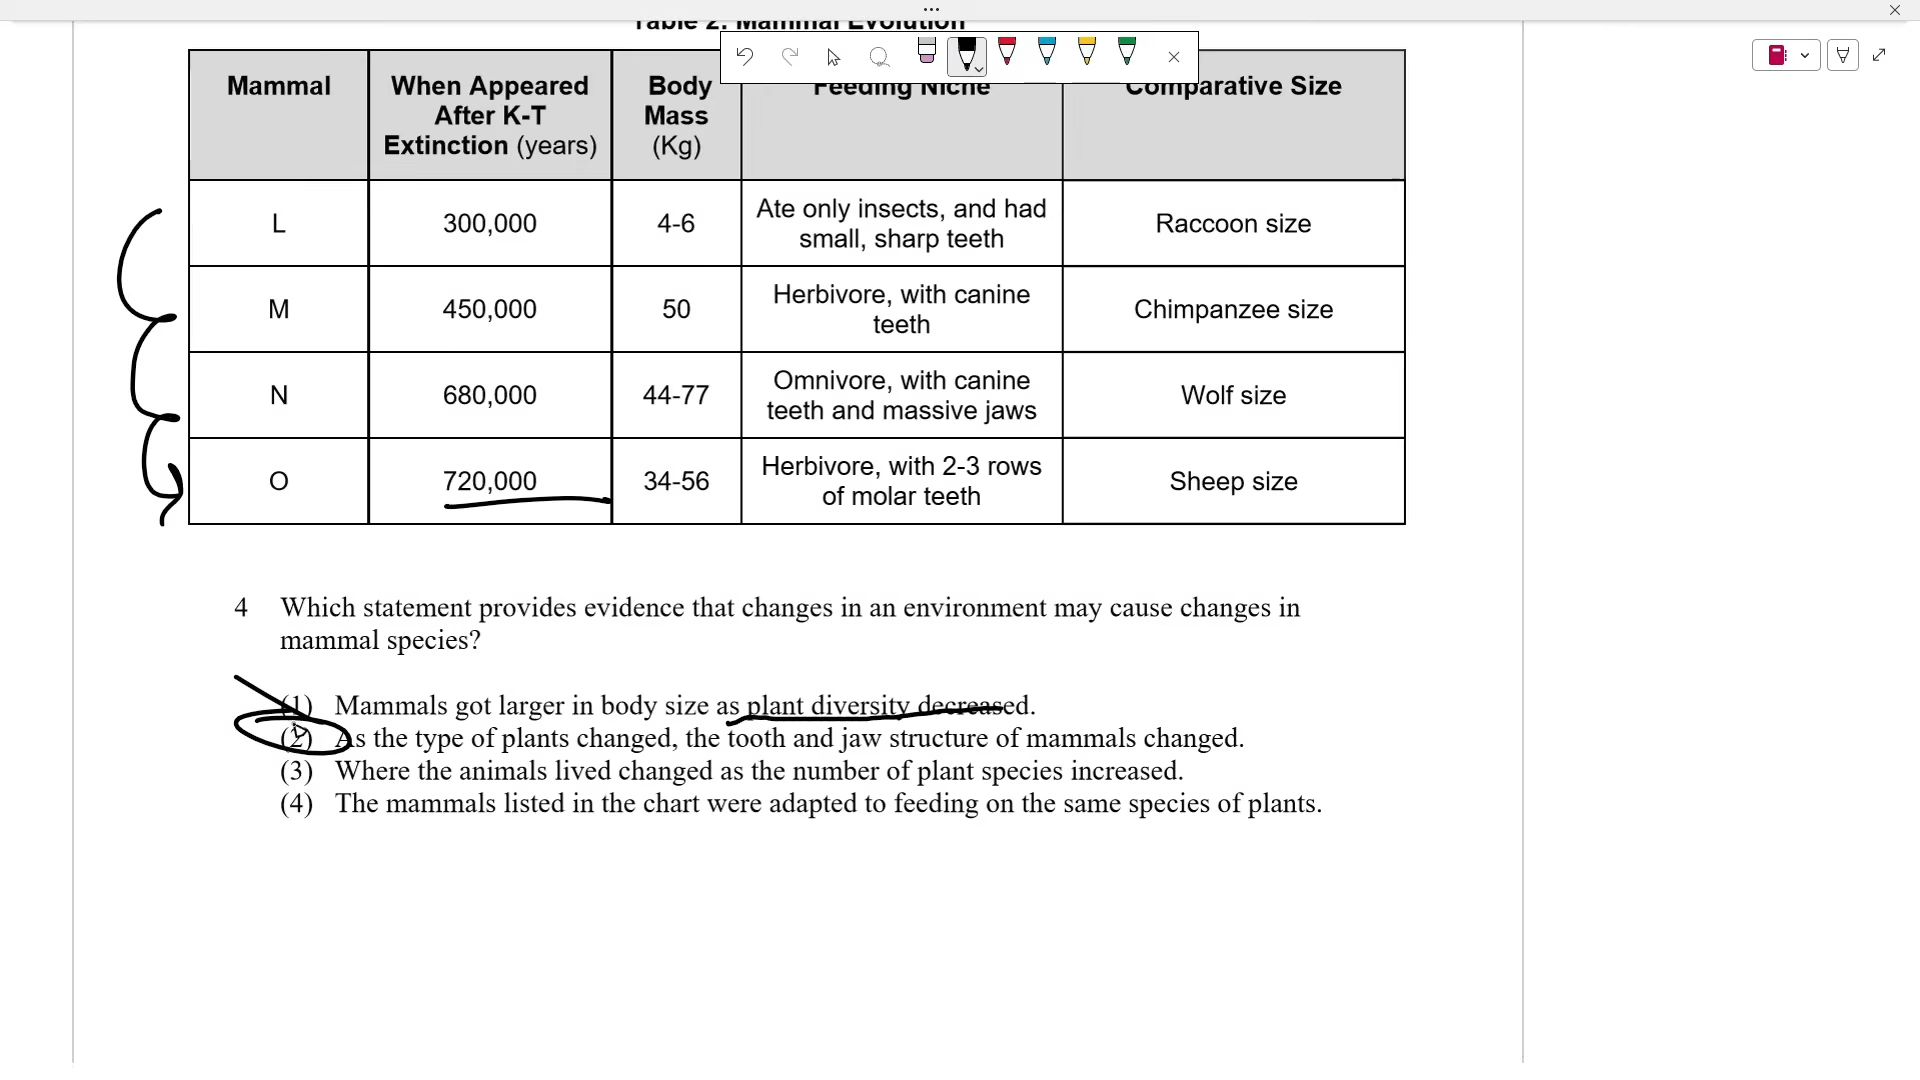 Table 2: Mammal Evolution
Mammal
When Appeared
After K-T
Extinction (years)
Body
Mass
(Kg)
Feeding Niche
Comparative Size
L
300,000
4-6
Ate only insects, and had
small, sharp teeth
Raccoon size
M
450,000
50
Herbivore, with canine
teeth
Chimpanzee size
N
680,000
44-77
Omnivore, with canine
teeth and massive jaws
Wolf size
O
720,000
34-56
Herbivore, with 2-3 rows
of molar teeth
Sheep size
4 Which statement provides evidence that changes in an environment may cause changes in
mammal species?
(1) Mammals got larger in body size as plant diversity decreased.
(2) As the type of plants changed, the tooth and jaw structure of mammals changed.
(3) Where the animals lived changed as the number of plant species increased.
(4) The mammals listed in the chart were adapted to feeding on the same species of plants.